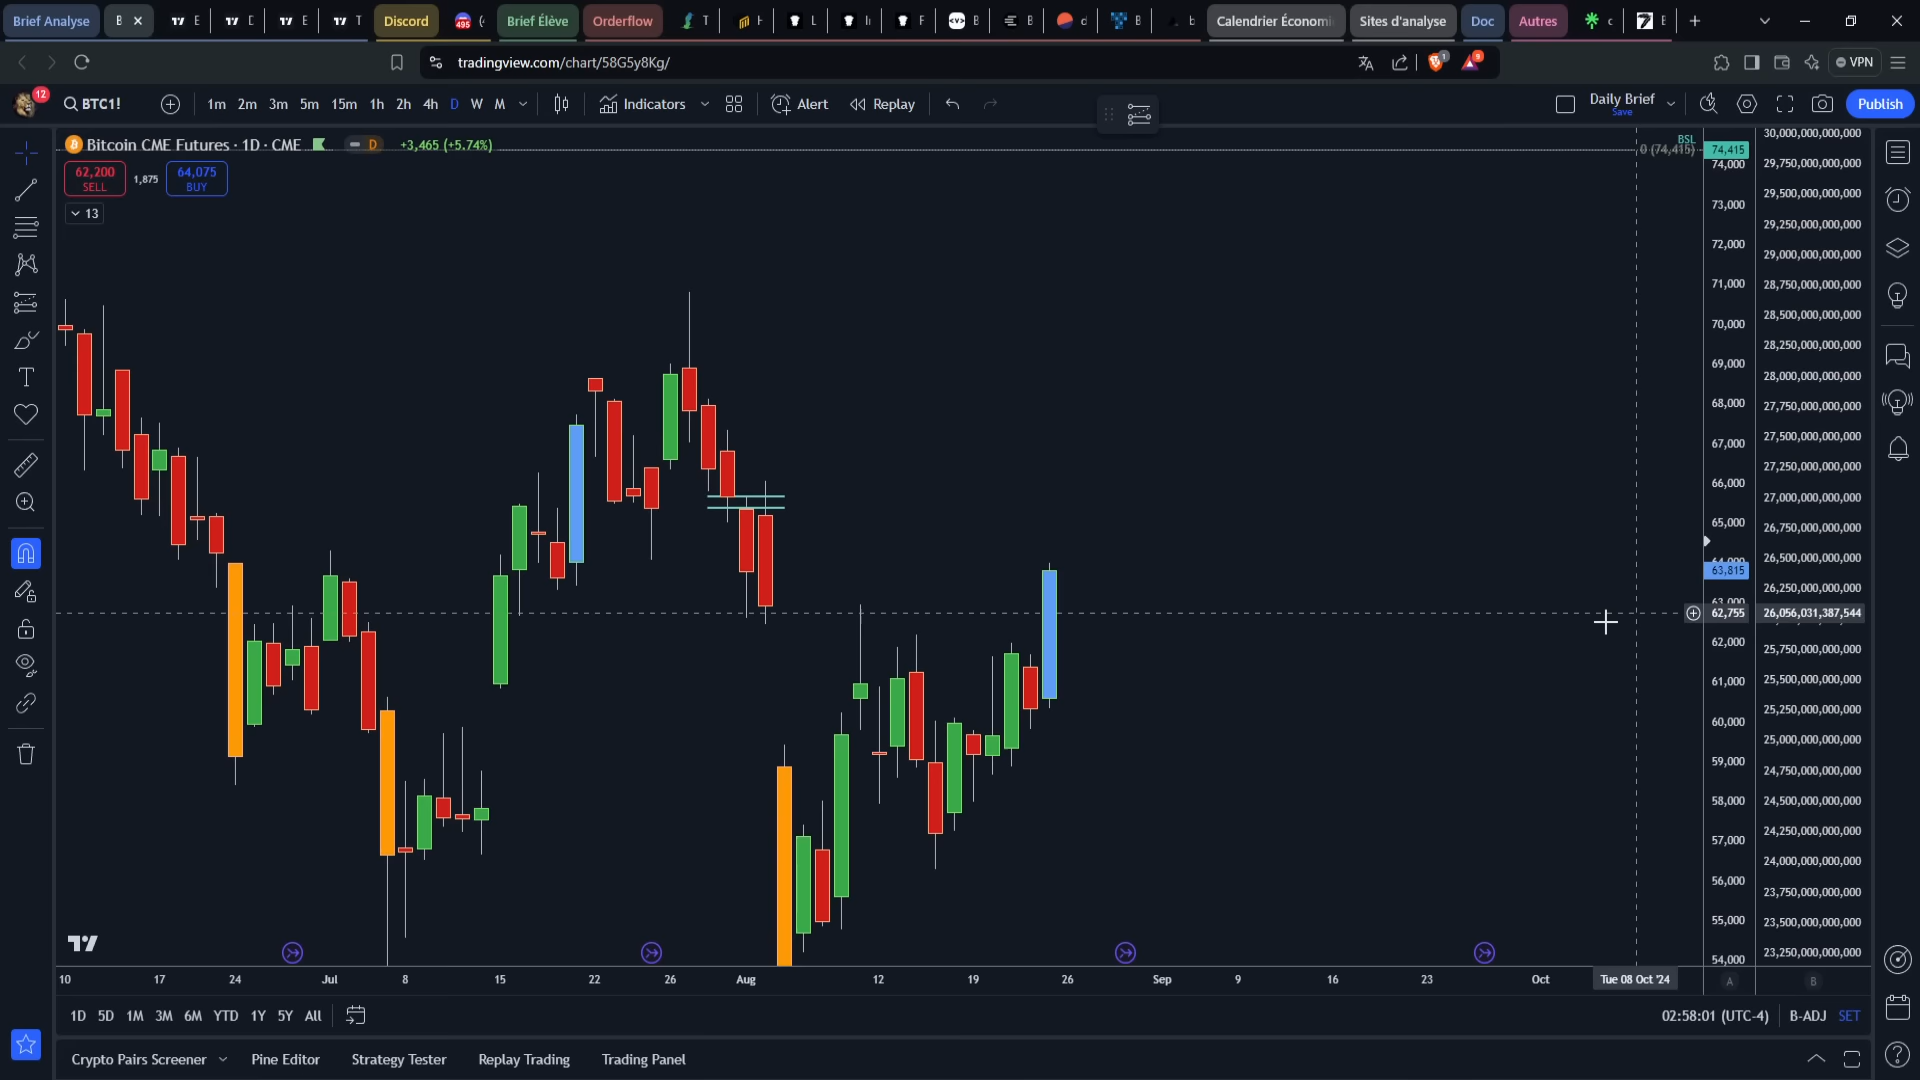 Brief Analyse
Discord
495
Brief Élève
Orderflow
Calendrier Économi
Sites d'analyse
Doc
Autres
tradingview.com/chart/58G5y8Kg/
1
9
VPN
12
BTC1!
1m 2m 3m 5m 15m 1h 2h 4h D W M
Indicators
Alert
Replay
Daily Brief
Save
Publish
Bitcoin CME Futures · 1D · CME
D
+3,465 (+5.74%)
62,200
SELL
1,875
64,075
BUY
13
BSL
0 (74,415)
74,415
74,000
73,000
72,000
71,000
70,000
69,000
68,000
67,000
66,000
65,000
63,815
62,755
62,000
61,000
60,000
59,000
58,000
57,000
56,000
55,000
54,000
30,000,000,000,000
29,750,000,000,000
29,500,000,000,000
29,250,000,000,000
29,000,000,000,000
28,750,000,000,000
28,500,000,000,000
28,250,000,000,000
28,000,000,000,000
27,750,000,000,000
27,500,000,000,000
27,250,000,000,000
27,000,000,000,000
26,750,000,000,000
26,500,000,000,000
26,250,000,000,000
26,056,031,387,544
25,750,000,000,000
25,500,000,000,000
25,250,000,000,000
25,000,000,000,000
24,750,000,000,000
24,500,000,000,000
24,250,000,000,000
24,000,000,000,000
23,750,000,000,000
23,500,000,000,000
23,250,000,000,000
10 17 24 Jul 8 15 22 26 Aug 12 19 26 Sep 9 16 23 Oct Tue 08 Oct '24
A
B
1D 5D 1M 3M 6M YTD 1Y 5Y All
02:58:01 (UTC-4)
B-ADJ
SET
Crypto Pairs Screener
Pine Editor
Strategy Tester
Replay Trading
Trading Panel